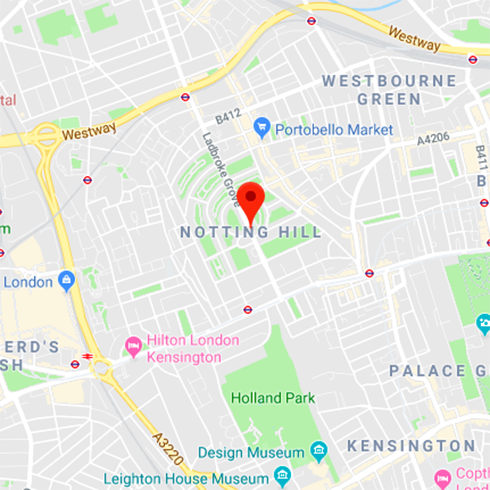 Westway
WESTBOURNE
GREEN
tal
B412
Westway
Portobello Market
A4206
B411
Ladbroke Grove
B
NOTTING HILL
m
London
ERD'S
SH
Hilton London
Kensington
PALACE G
Holland Park
A3220
Design Museum
KENSINGTON
Leighton House Museum
Copth
Lond